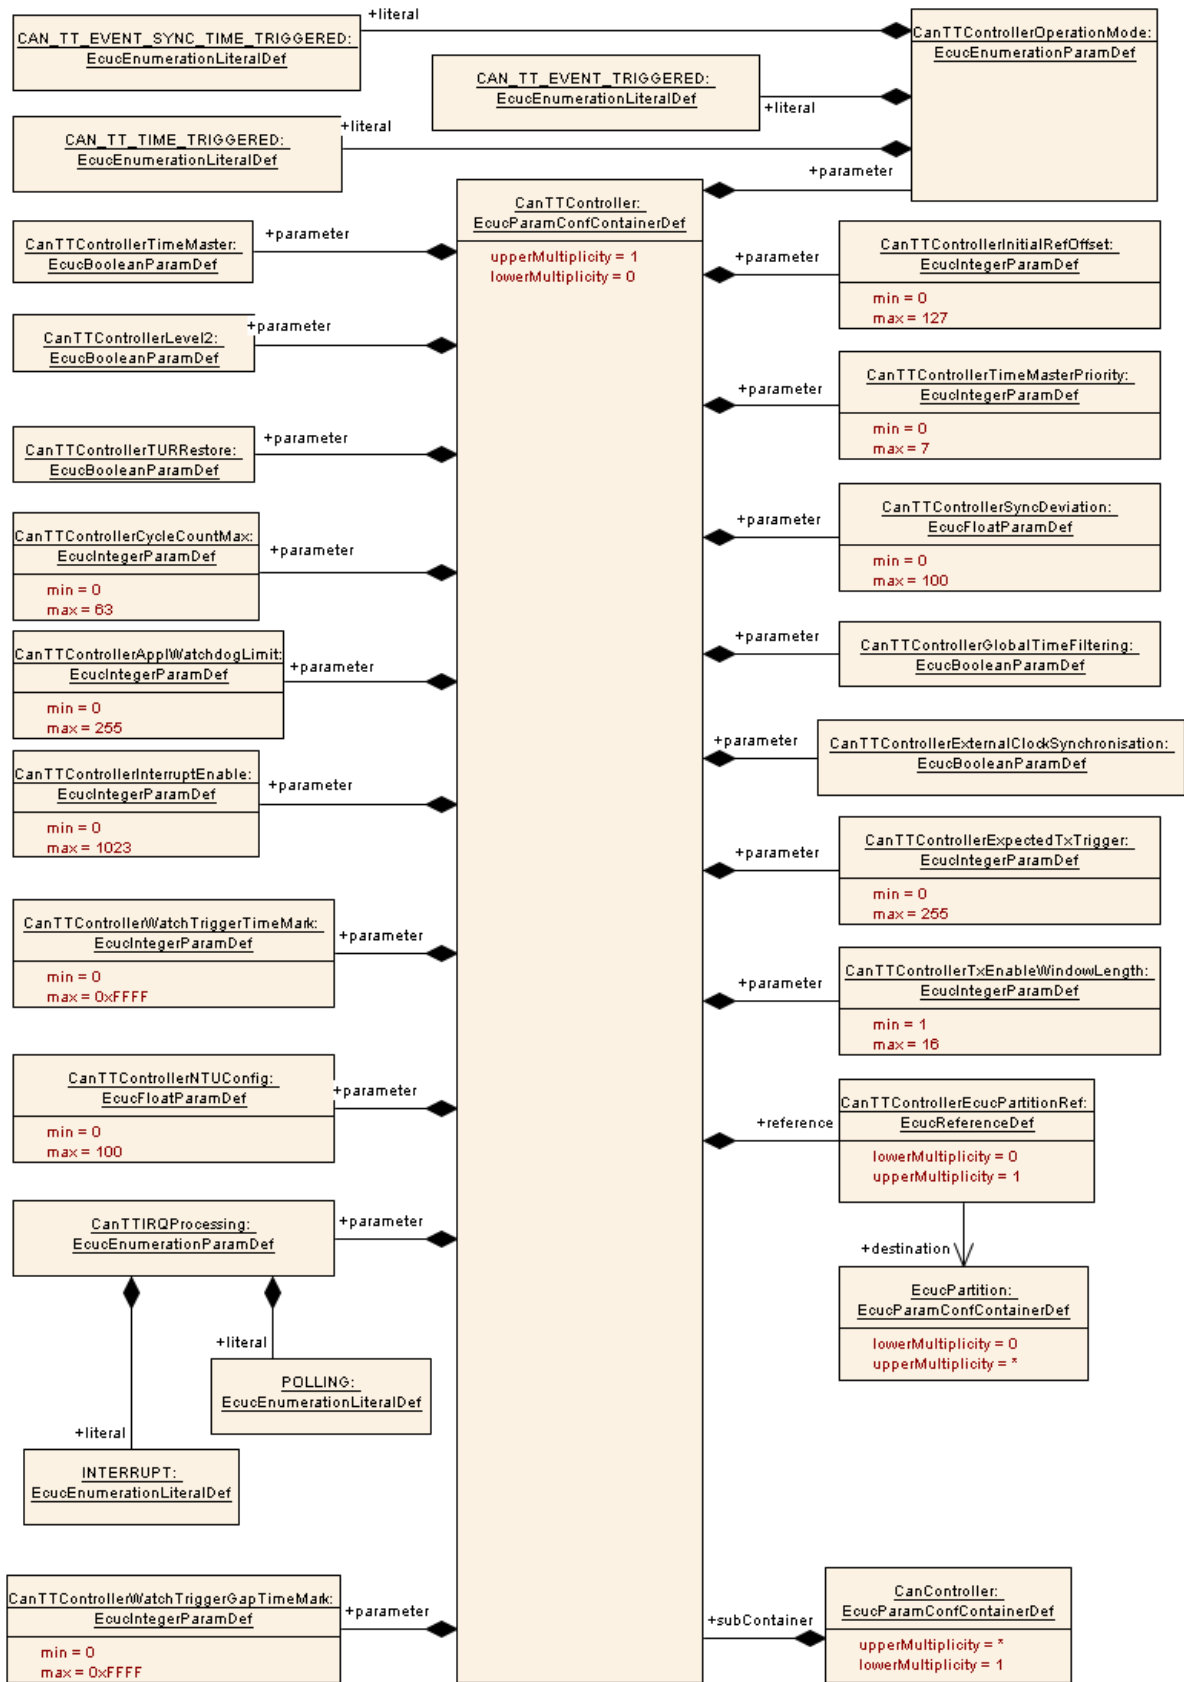 +literal
CAN_TT_EVENT_SYNC_TIME_TRIGGERED:
EcucEnumerationLiteralDef
CanTTControllerOperationMode:
EcucEnumerationParamDef
CAN_TT_EVENT_TRIGGERED:
EcucEnumerationLiteralDef
+literal
+literal
CAN_TT_TIME_TRIGGERED:
EcucEnumerationLiteralDef
+parameter
CanTTController:
EcucParamConfContainerDef
upperMultiplicity = 1
lowerMultiplicity = 0
+parameter
CanTTControllerTimeMaster:
EcucBooleanParamDef
+parameter
CanTTControllerInitialRefOffset:
EcucIntegerParamDef
min = 0
max = 127
+parameter
CanTTControllerLevel2:
EcucBooleanParamDef
+parameter
CanTTControllerTimeMasterPriority:
EcucIntegerParamDef
min = 0
max = 7
+parameter
CanTTControllerTURRestore:
EcucBooleanParamDef
+parameter
CanTTControllerSyncDeviation:
EcucFloatParamDef
min = 0
max = 100
+parameter
CanTTControllerCycleCountMax:
EcucIntegerParamDef
min = 0
max = 63
+parameter
CanTTControllerGlobalTimeFiltering:
EcucBooleanParamDef
+parameter
CanTTControllerApplWatchdogLimit:
EcucIntegerParamDef
min = 0
max = 255
+parameter
CanTTControllerExternalClockSynchronisation:
EcucBooleanParamDef
+parameter
CanTTControllerInterruptEnable:
EcucIntegerParamDef
min = 0
max = 1023
+parameter
CanTTControllerExpectedTxTrigger:
EcucIntegerParamDef
min = 0
max = 255
+parameter
CanTTControllerWatchTriggerTimeMark:
EcucIntegerParamDef
min = 0
max = 0xFFFF
+parameter
CanTTControllerTxEnableWindowLength:
EcucIntegerParamDef
min = 1
max = 16
+parameter
CanTTControllerNTUConfig:
EcucFloatParamDef
min = 0
max = 100
+reference
CanTTControllerEcucPartitionRef:
EcucReferenceDef
lowerMultiplicity = 0
upperMultiplicity = 1
+parameter
CanTTIRQProcessing:
EcucEnumerationParamDef
+destination
EcucPartition:
EcucParamConfContainerDef
lowerMultiplicity = 0
upperMultiplicity = *
+literal
POLLING:
EcucEnumerationLiteralDef
+literal
INTERRUPT:
EcucEnumerationLiteralDef
+parameter
CanTTControllerWatchTriggerGapTimeMark:
EcucIntegerParamDef
min = 0
max = 0xFFFF
+subContainer
CanController:
EcucParamConfContainerDef
upperMultiplicity = *
lowerMultiplicity = 1